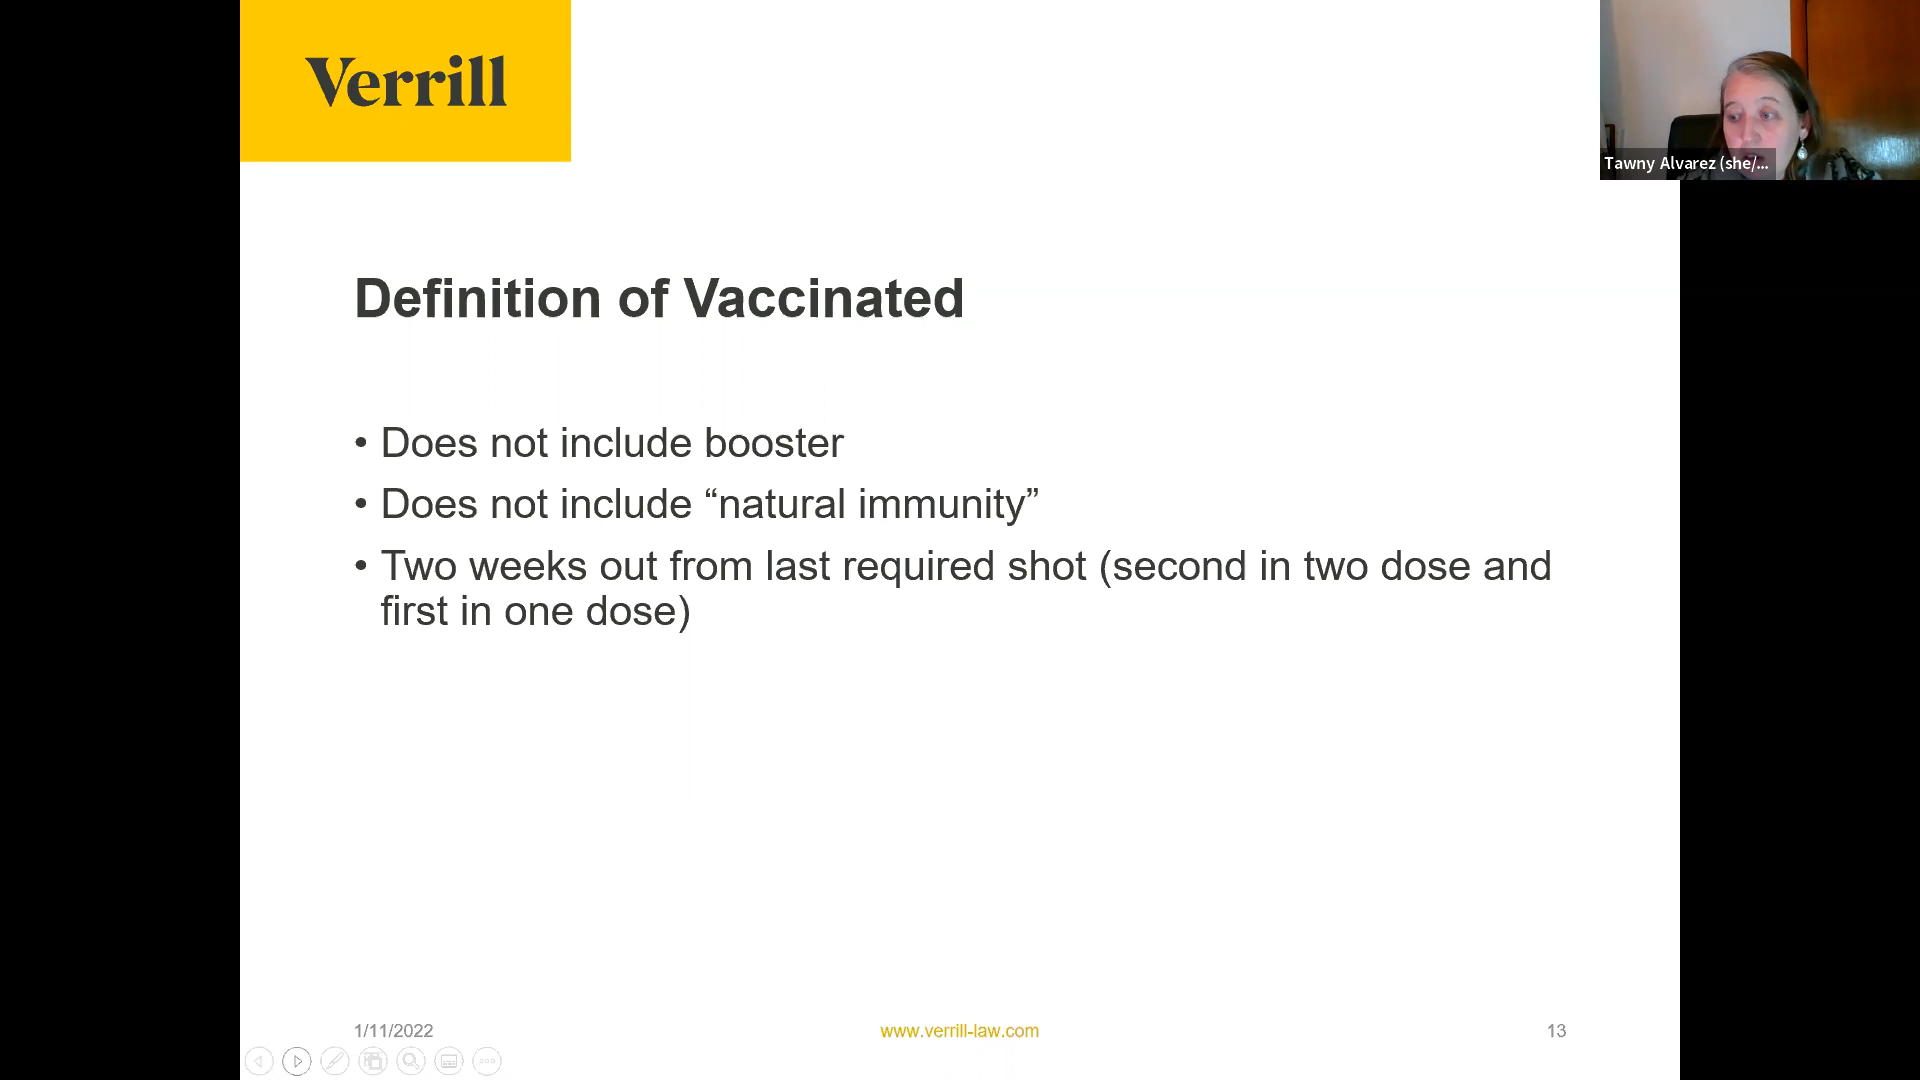 Verrill
Tawny Alvarez (she/...
Definition of Vaccinated
• Does not include booster
• Does not include “natural immunity”
• Two weeks out from last required shot (second in two dose and
first in one dose)
1/11/2022
www.verrill-law.com
13